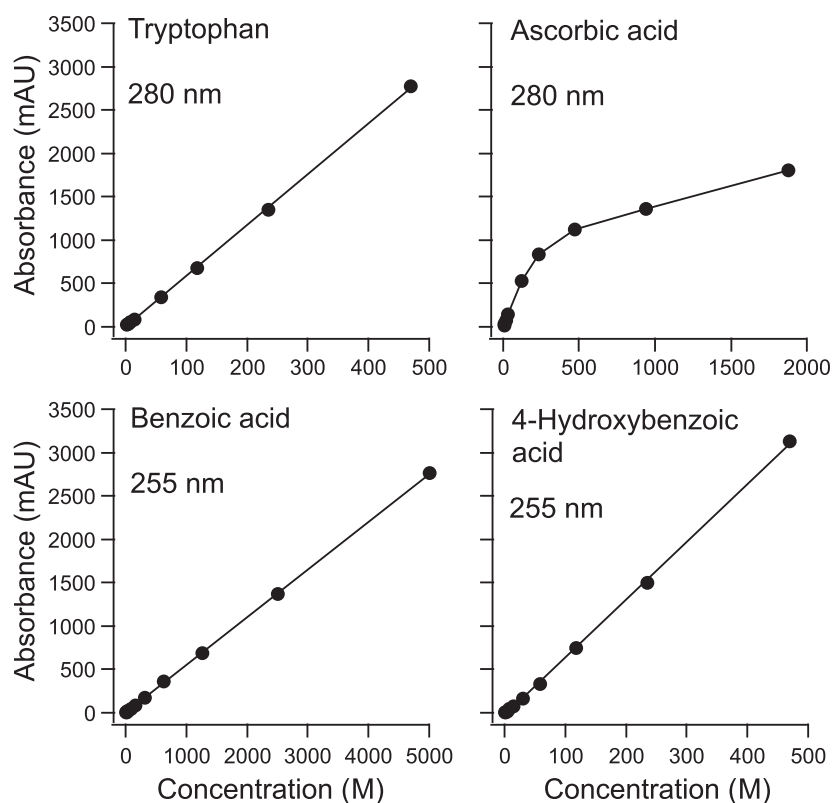 Tryptophan
280 nm
Absorbance (mAU)
3500
3000
2500
2000
1500
1000
500
0
0 100 200 300 400 500
Ascorbic acid
280 nm
0 500 1000 1500 2000
Benzoic acid
255 nm
Absorbance (mAU)
3500
3000
2500
2000
1500
1000
500
0
0 1000 2000 3000 4000 5000
Concentration (M)
4-Hydroxybenzoic
acid
255 nm
0 100 200 300 400 500
Concentration (M)